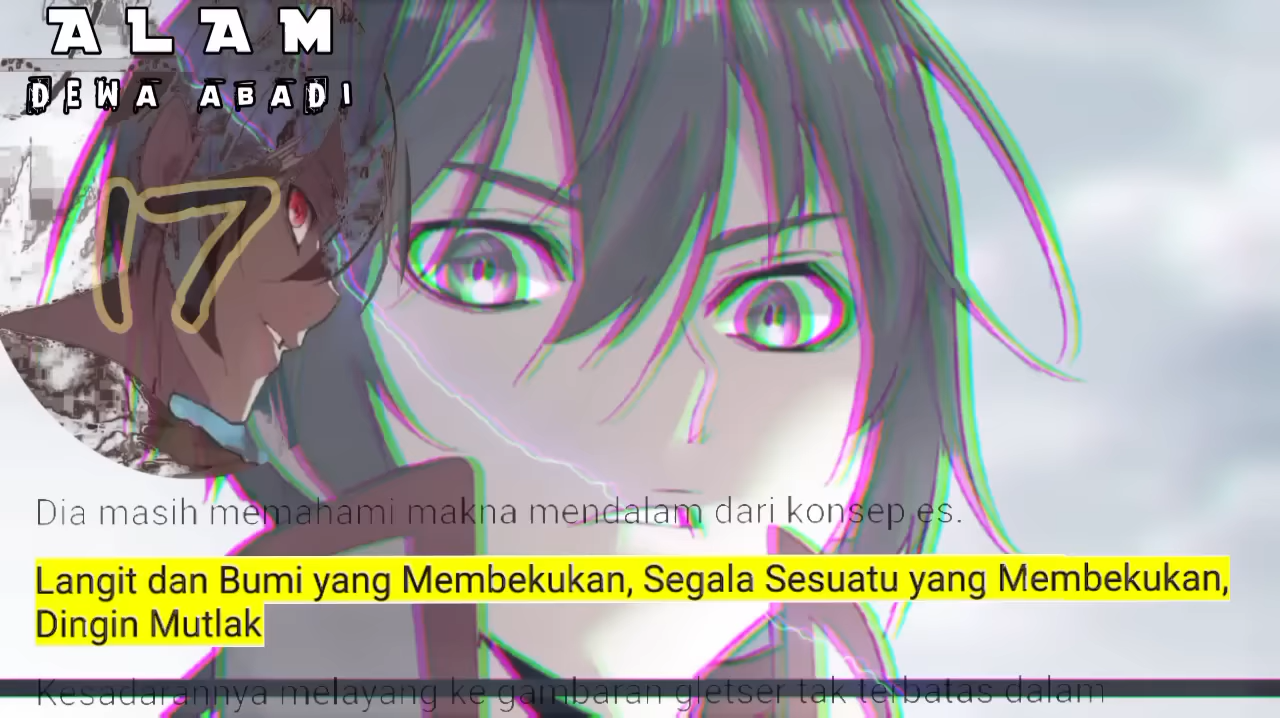 ALAM
DEWA ABADI
17
Dia masih memahami makna mendalam dari konsep es.
Langit dan Bumi yang Membekukan, Segala Sesuatu yang Membekukan,
Dingin Mutlak
Kesadarannya melayang ke gambaran gletser tak terbatas dalam